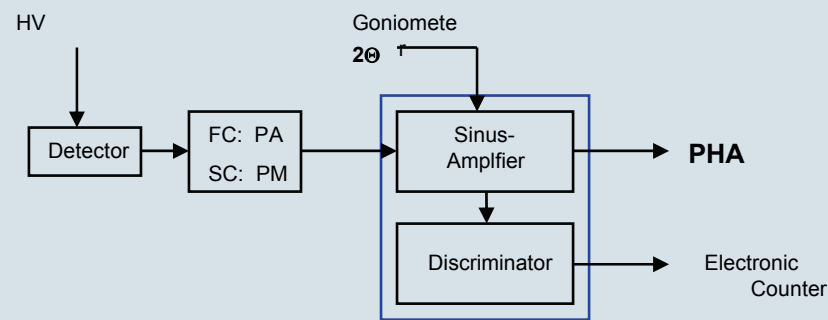 HV
Goniomete
2Θ r
Detector
FC: PA
SC: PM
Sinus-
Amplfier
PHA
Discriminator
Electronic
Counter